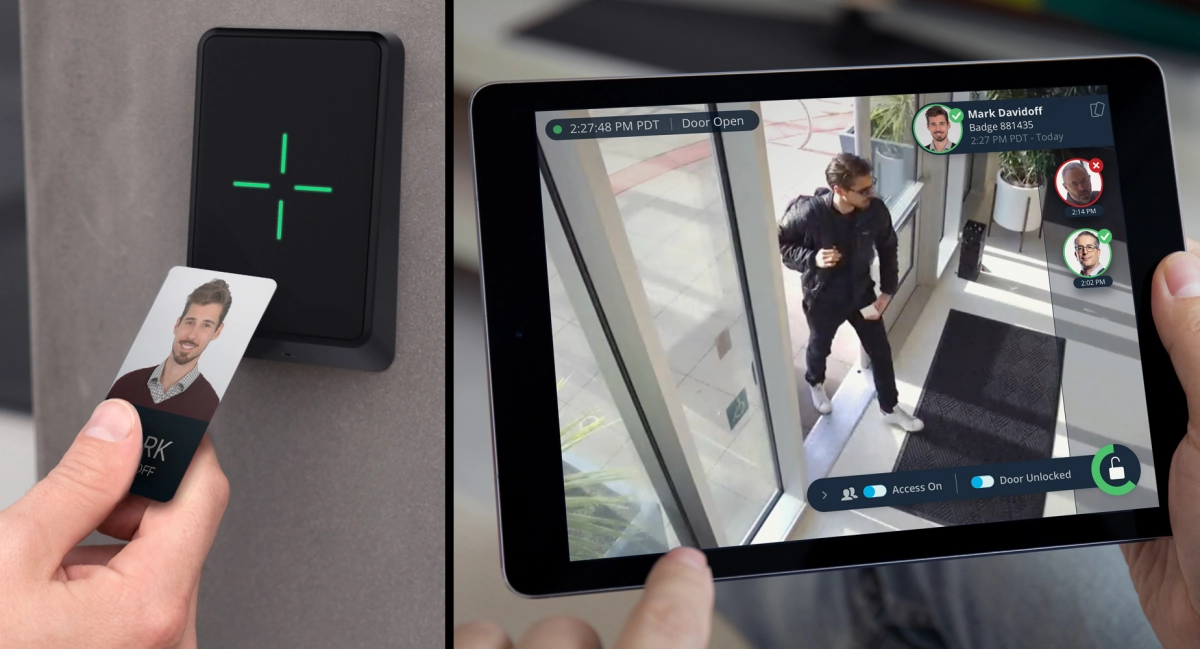 RK
OFF
2:27:48 PM PDT | Door Open
Mark Davidoff
Badge 881435
2:27 PM PDT - Today
2:14 PM
2:02 PM
Access On | Door Unlocked